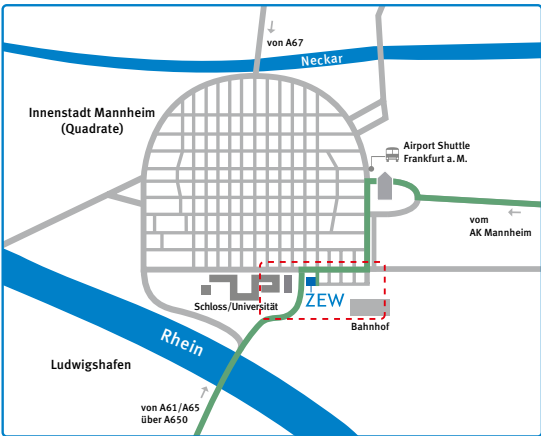 von A67
Neckar
Innenstadt Mannheim
(Quadrate)
Airport Shuttle
Frankfurt a.M.
vom
AK Mannheim
Schloss/Universität
ZEW
Bahnhof
Rhein
Ludwigshafen
von A61/A65
über A650